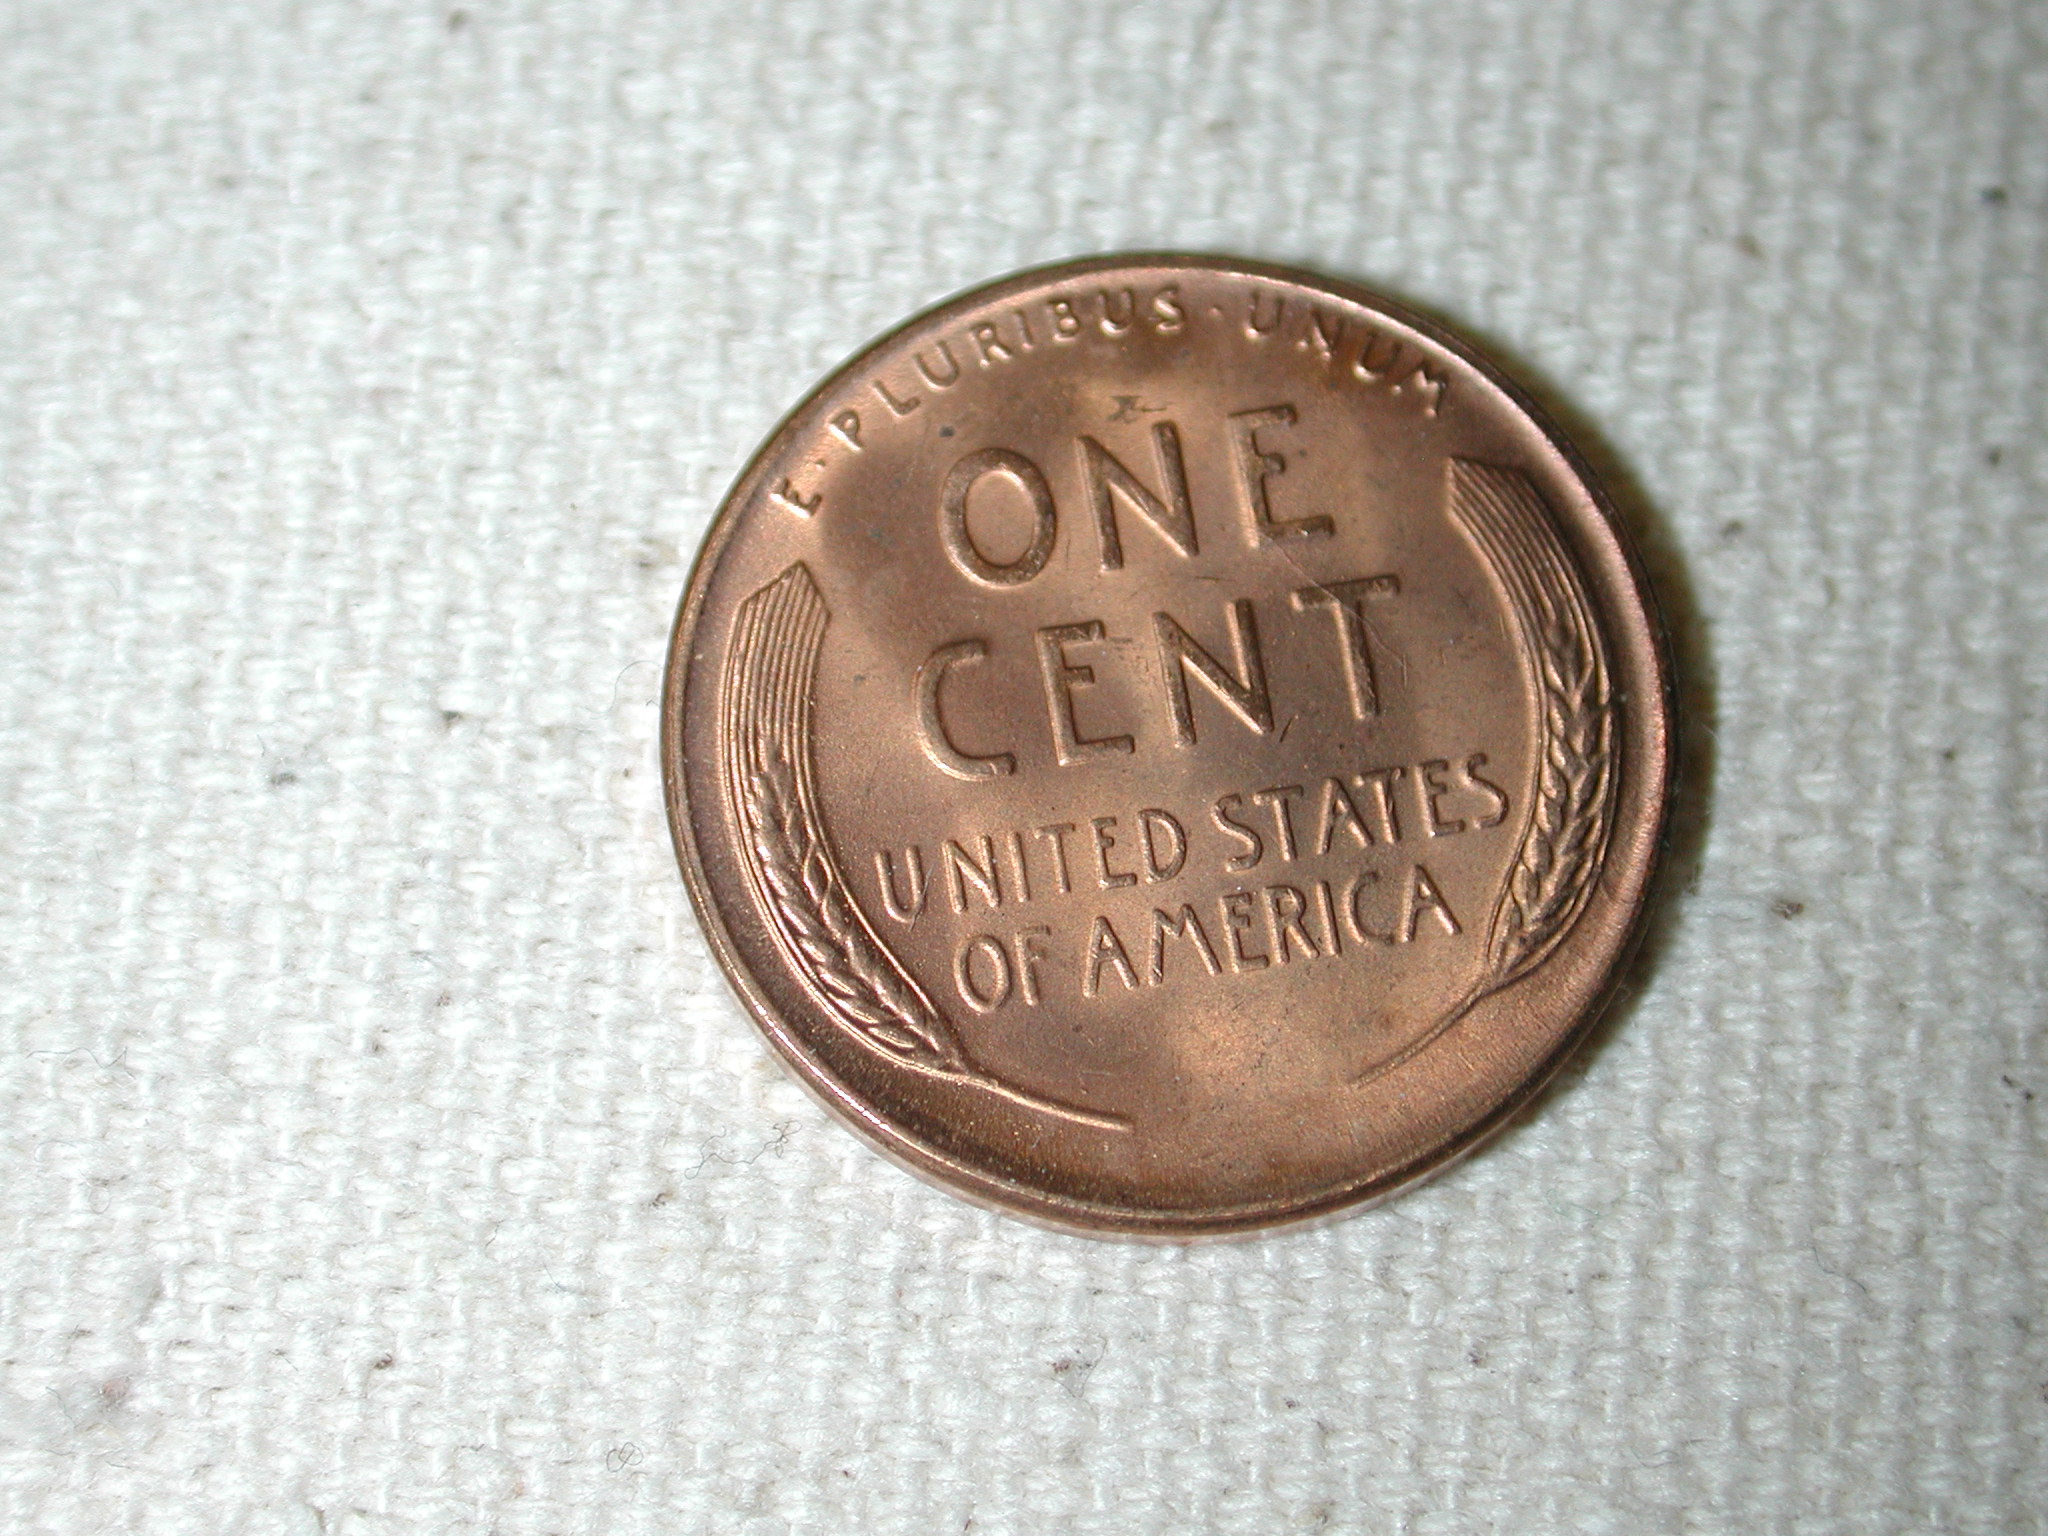 E·PLURIBUS·UNUM
ONE
CENT
UNITED STATES
OF AMERICA